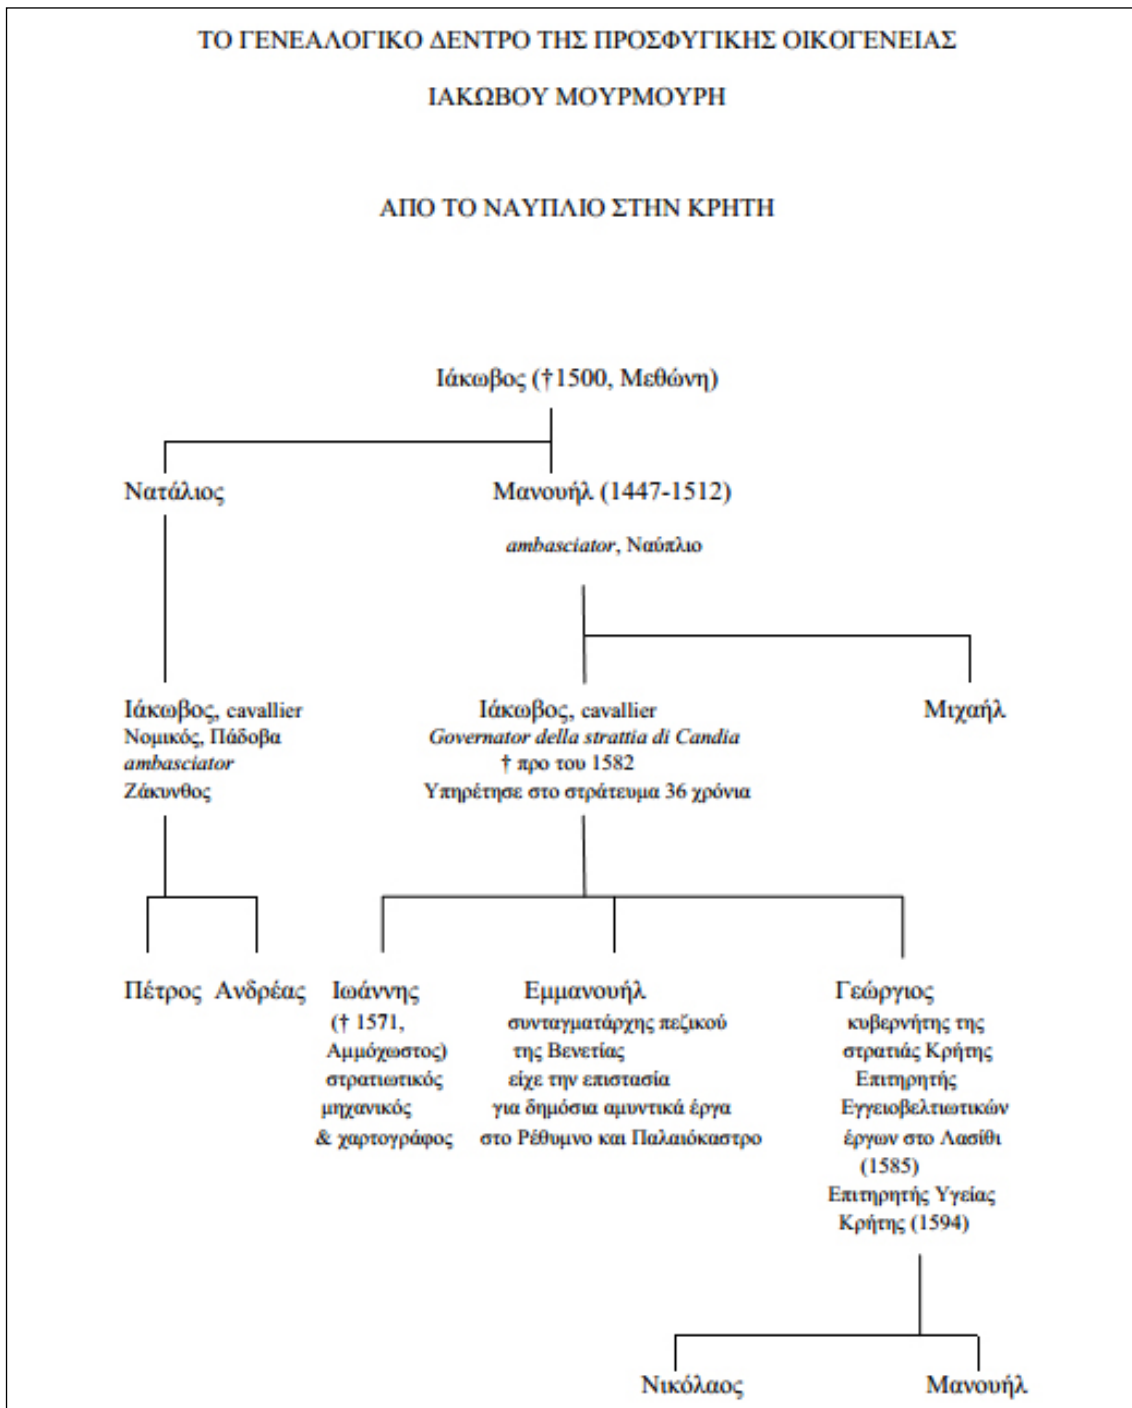 ΤΟ ΓΕΝΕΑΛΟΓΙΚΟ ΔΕΝΤΡΟ ΤΗΣ ΠΡΟΣΦΥΓΙΚΗΣ ΟΙΚΟΓΕΝΕΙΑΣ
ΙΑΚΩΒΟΥ ΜΟΥΡΜΟΥΡΗ
ΑΠΟ ΤΟ ΝΑΥΠΛΙΟ ΣΤΗΝ ΚΡΗΤΗ
Ιάκωβος (†1500, Μεθώνη)
Νατάλιος
Μανουήλ (1447-1512)
ambasciator, Ναύπλιο
Ιάκωβος, cavallier
Νομικός, Πάδοβα
ambasciator
Ζάκυνθος
Ιάκωβος, cavallier
Governator della strattia di Candia
† προ του 1582
Υπηρέτησε στο στράτευμα 36 χρόνια
Μιχαήλ
Πέτρος
Ανδρέας
Ιωάννης
(† 1571,
Αμμόχωστος)
στρατιωτικός
μηχανικός
& χαρτογράφος
Εμμανουήλ
συνταγματάρχης πεζικού
της Βενετίας
είχε την επιστασία
για δημόσια αμυντικά έργα
στο Ρέθυμνο και Παλαιόκαστρο
Γεώργιος
κυβερνήτης της
στρατιάς Κρήτης
Επιτηρητής
Εγγειοβελτιωτικών
έργων στο Λασίθι
(1585)
Επιτηρητής Υγείας
Κρήτης (1594)
Νικόλαος
Μανουήλ